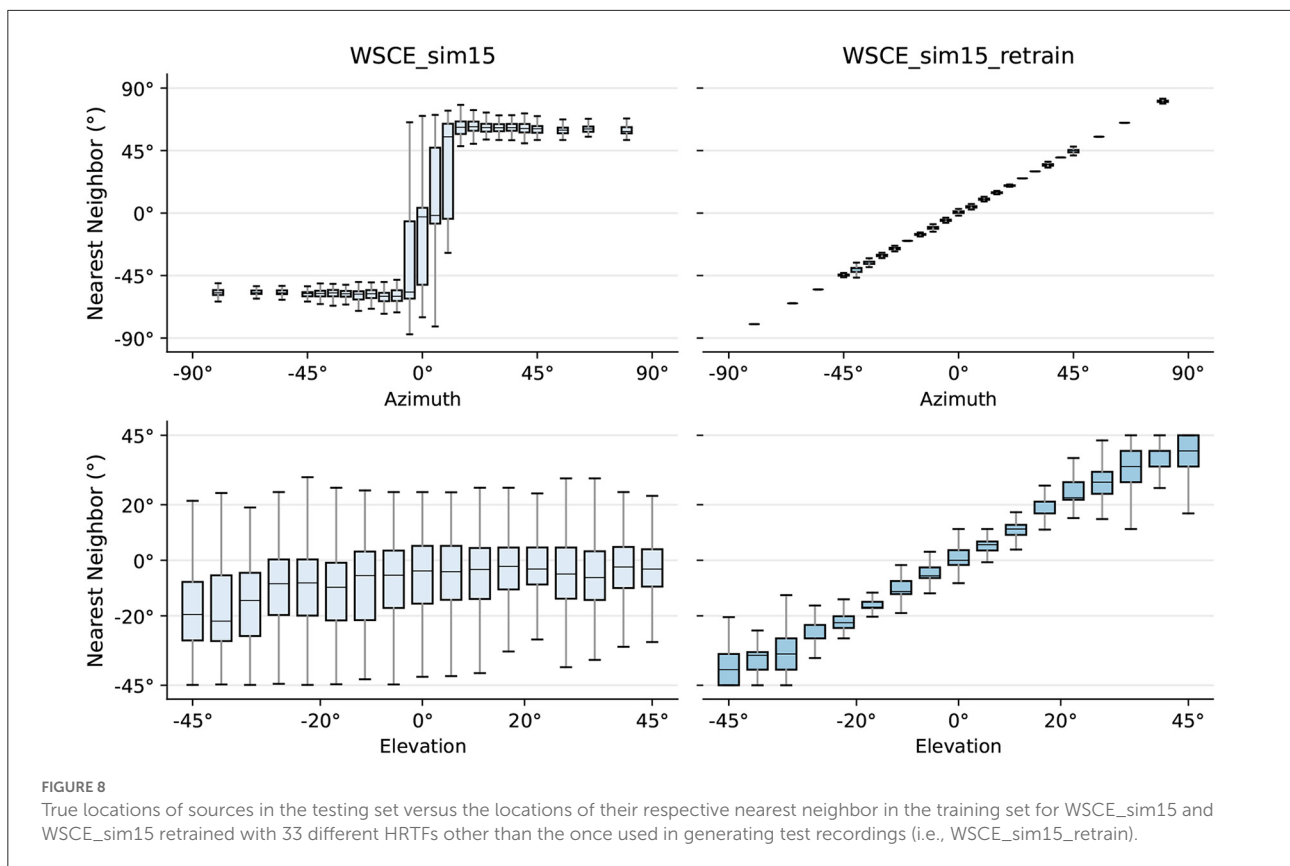 WSCE_sim15
WSCE_sim15_retrain
Nearest Neighbor (°)
90°
45°
0°
-45°
-90°
-90°
-45°
0°
45°
90°
Azimuth
-90°
-45°
0°
45°
90°
Azimuth
Nearest Neighbor (°)
45°
20°
0°
-20°
-45°
-45°
-20°
0°
20°
45°
Elevation
-45°
-20°
0°
20°
45°
Elevation
FIGURE 8
True locations of sources in the testing set versus the locations of their respective nearest neighbor in the training set for WSCE_sim15 and
WSCE_sim15 retrained with 33 different HRTFs other than the once used in generating test recordings (i.e., WSCE_sim15_retrain).